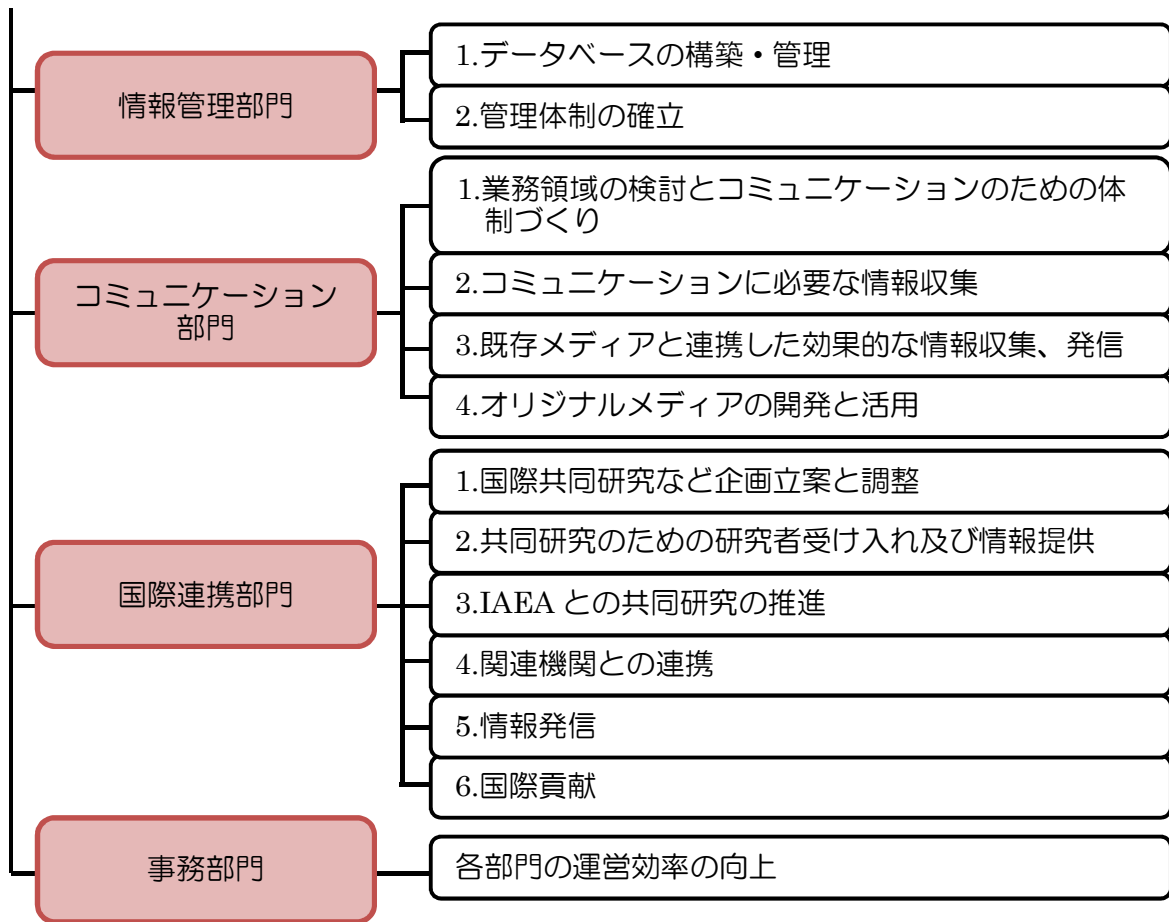 情報管理部門
1.データベースの構築・管理
2.管理体制の確立
コミュニケーション
部門
1.業務領域の検討とコミュニケーションのための体
制づくり
2.コミュニケーションに必要な情報収集
3.既存メディアと連携した効果的な情報収集、発信
4.オリジナルメディアの開発と活用
国際連携部門
1.国際共同研究など企画立案と調整
2.共同研究のための研究者受け入れ及び情報提供
3.IAEA との共同研究の推進
4.関連機関との連携
5.情報発信
6.国際貢献
事務部門
各部門の運営効率の向上